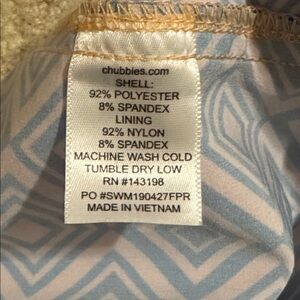 chubbies.com
SHELL:
92% POLYESTER
8% SPANDEX
LINING
92% NYLON
8% SPANDEX
MACHINE WASH COLD
TUMBLE DRY LOW
RN #143198
PO #SWM190427FPR
MADE IN VIETNAM